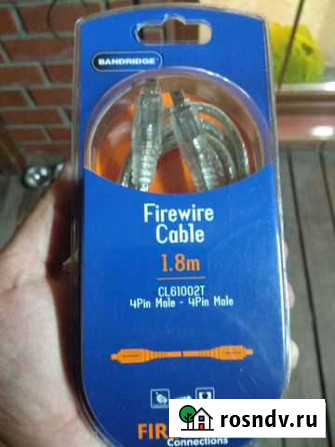 BANDRIDGE
Firewire
Cable
1.8m
CL61002T
4Pin Male - 4Pin Male
FIR
Connections
rosndv.ru